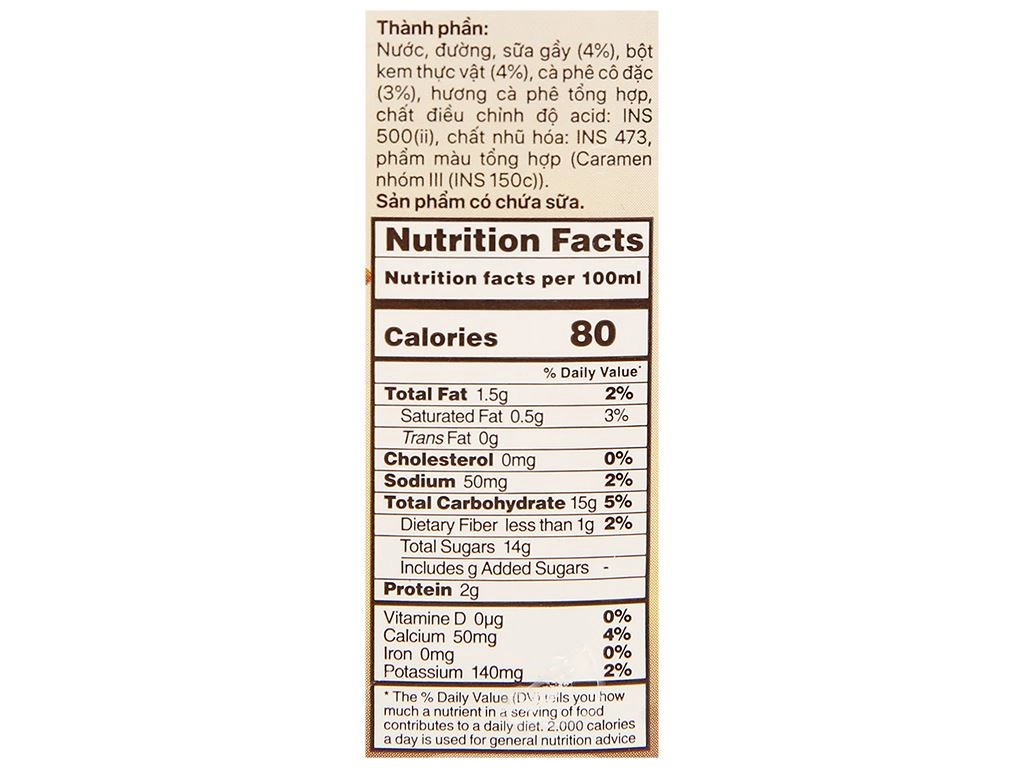 Thành phần:
Nước, đường, sữa gầy (4%), bột
kem thực vật (4%), cà phê cô đặc
(3%), hương cà phê tổng hợp,
chất điều chỉnh độ acid: INS
500(ii), chất nhũ hóa: INS 473,
phẩm màu tổng hợp (Caramen
nhóm III (INS 150c)).
Sản phẩm có chứa sữa.
Nutrition Facts
Nutrition facts per 100ml
Calories 80
% Daily Value*
Total Fat 1.5g 2%
Saturated Fat 0.5g 3%
Trans Fat 0g
Cholesterol 0mg 0%
Sodium 50mg 2%
Total Carbohydrate 15g 5%
Dietary Fiber less than 1g 2%
Total Sugars 14g
Includes g Added Sugars -
Protein 2g
Vitamine D 0µg 0%
Calcium 50mg 4%
Iron 0mg 0%
Potassium 140mg 2%
* The % Daily Value (DV) tells you how
much a nutrient in a serving of food
contributes to a daily diet. 2.000 calories
a day is used for general nutrition advice